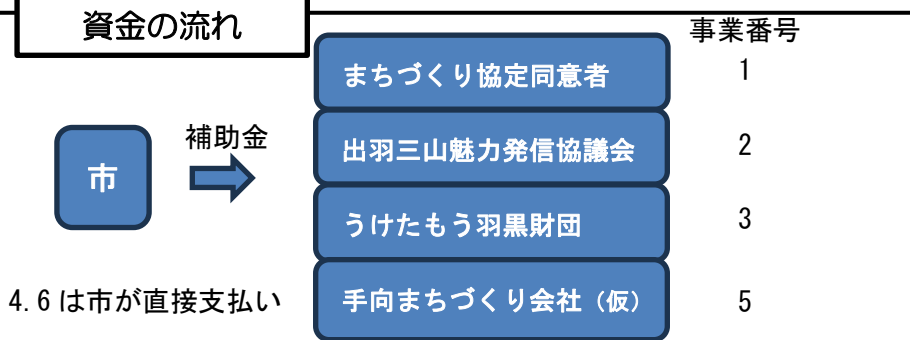 資金の流れ
事業番号
まちづくり協定同意者
1
補助金
出羽三山魅力発信協議会
2
市
うけたもう羽黒財団
3
4.6は市が直接支払い
手向まちづくり会社（仮）
5